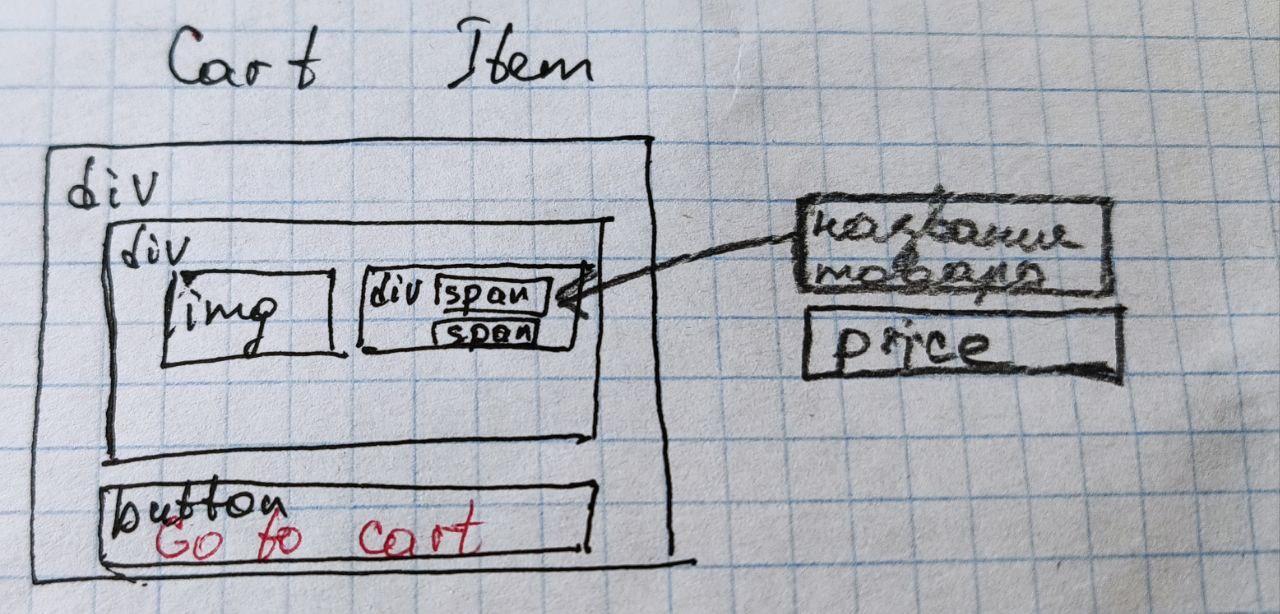 Cart Item
div
div
img
div span
span
название
товара
price
button
Go to cart